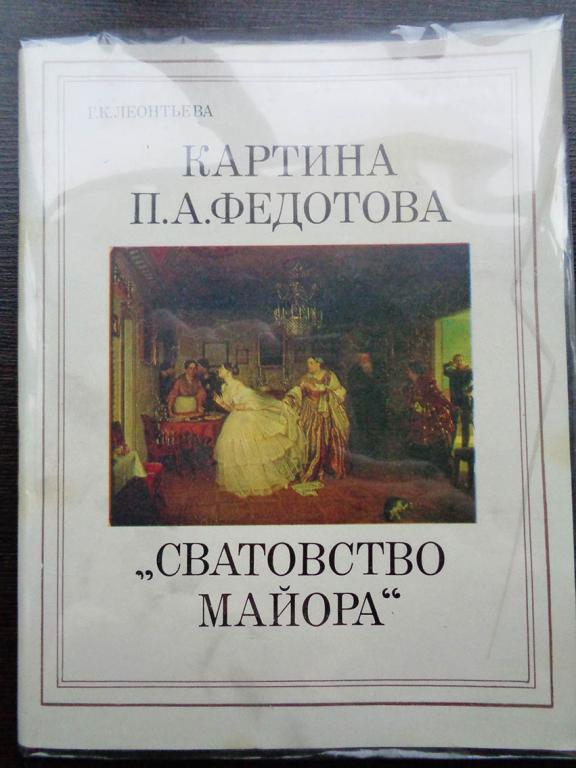 Г.К.ЛЕОНТЬЕВА
КАРТИНА
П.А.ФЕДОТОВА
„СВАТОВСТВО
МАЙОРА“